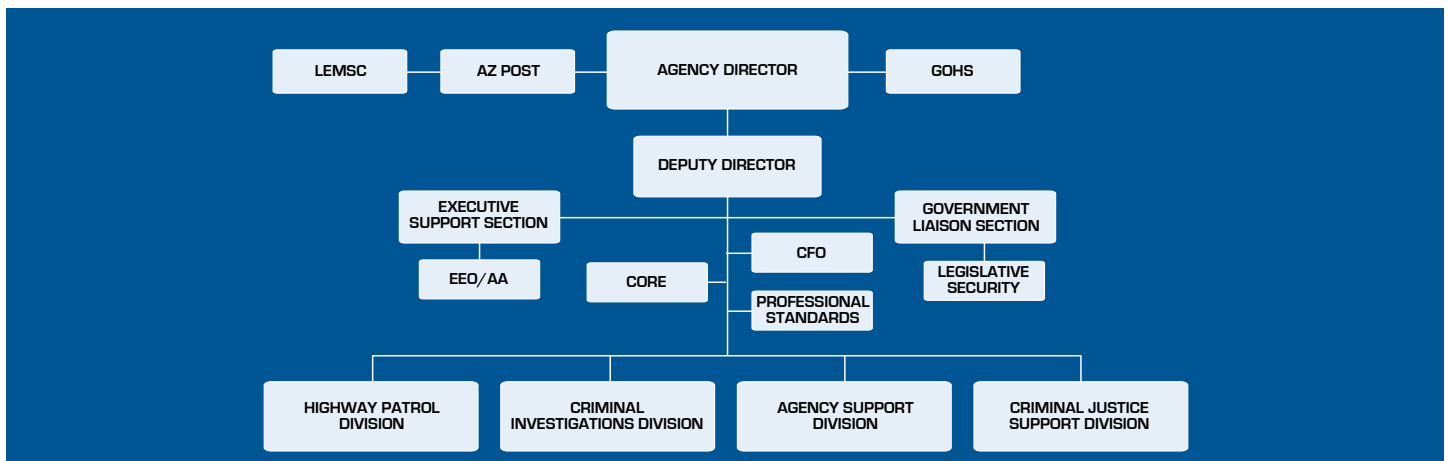 LEMSC
AZ POST
AGENCY DIRECTOR
GOHS
DEPUTY DIRECTOR
EXECUTIVE
SUPPORT SECTION
GOVERNMENT
LIAISON SECTION
CFO
EEO/AA
CORE
LEGISLATIVE
SECURITY
PROFESSIONAL
STANDARDS
HIGHWAY PATROL
DIVISION
CRIMINAL
INVESTIGATIONS DIVISION
AGENCY SUPPORT
DIVISION
CRIMINAL JUSTICE
SUPPORT DIVISION